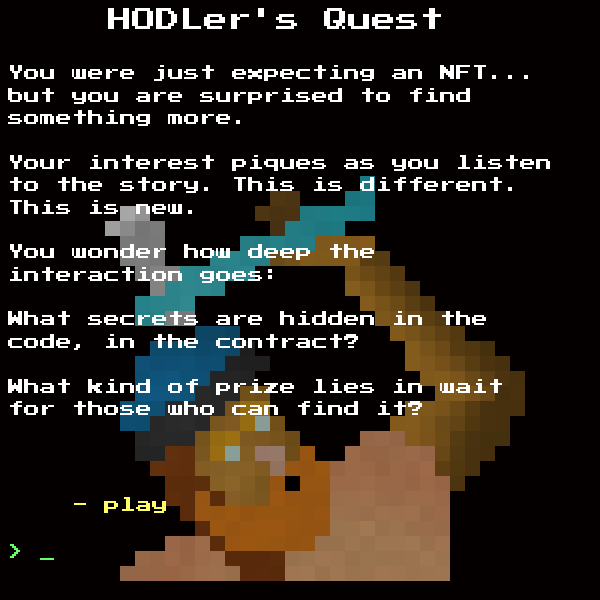 HODLer's Quest
You were just expecting an NFT...
but you are surprised to find
something more.
Your interest piques as you listen
to the story. This is different.
This is new.
You wonder how deep the
interaction goes:
What secrets are hidden in the
code, in the contract?
What kind of prize lies in wait
for those who can find it?
- play
> _